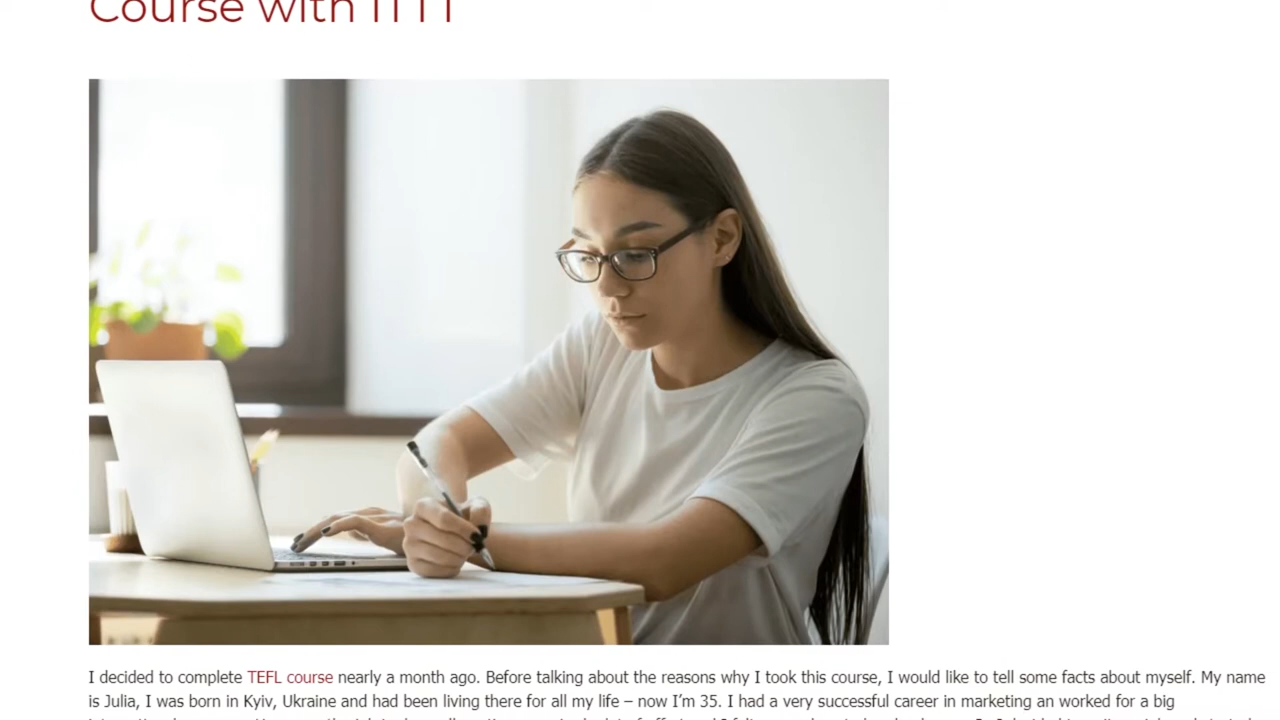 Course with ITTT
I decided to complete TEFL course nearly a month ago. Before talking about the reasons why I took this course, I would like to tell some facts about myself. My name
is Julia, I was born in Kyiv, Ukraine and had been living there for all my life – now I’m 35. I had a very successful career in marketing an worked for a big